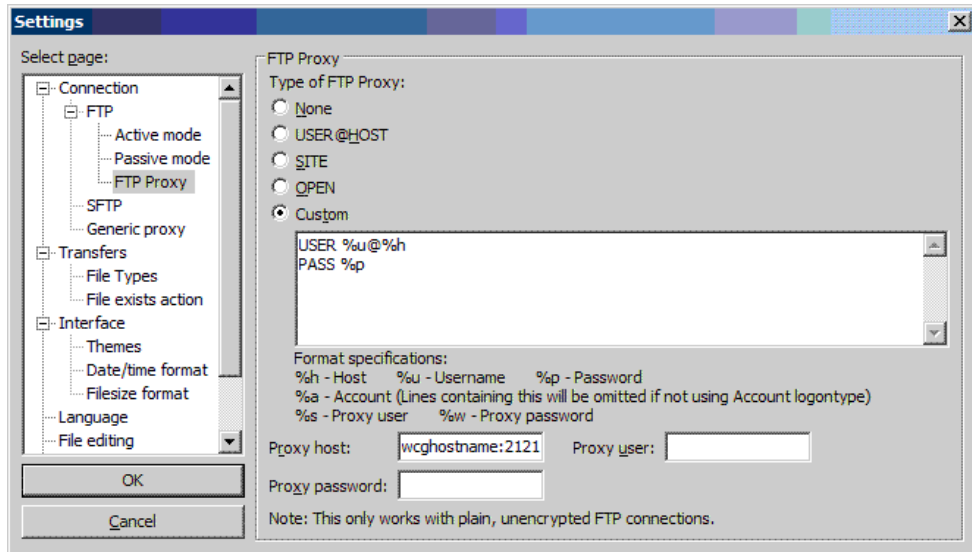 Settings
Select page:
Connection
FTP
Active mode
Passive mode
FTP Proxy
SFTP
Generic proxy
Transfers
File Types
File exists action
Interface
Themes
Date/time format
Filesize format
Language
File editing
OK
Cancel
FTP Proxy
Type of FTP Proxy:
None
USER@HOST
SITE
OPEN
Custom
USER %u@%h
PASS %p
Format specifications:
%h - Host %u - Username %p - Password
%a - Account (Lines containing this will be omitted if not using Account logontype)
%s - Proxy user %w - Proxy password
Proxy host: wcghostname:2121 Proxy user:
Proxy password:
Note: This only works with plain, unencrypted FTP connections.